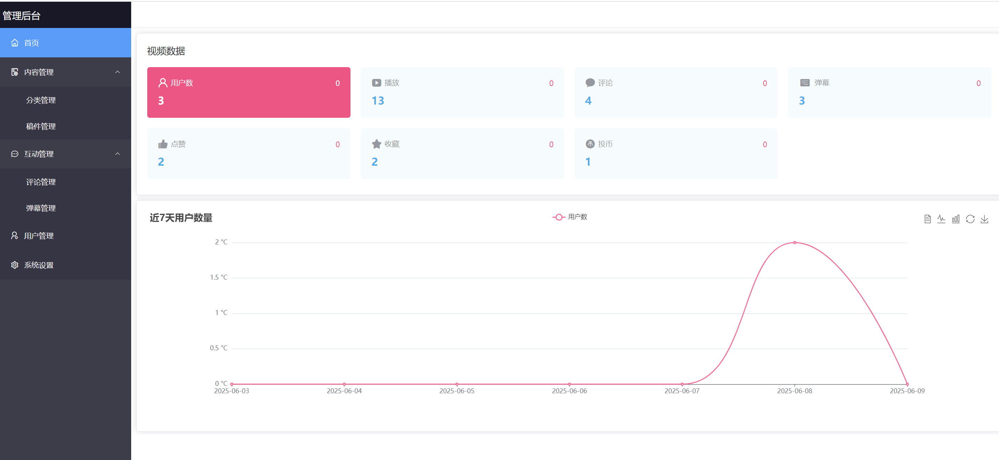 管理后台
首页
内容管理
分类管理
稿件管理
互动管理
评论管理
弹幕管理
用户管理
系统设置
视频数据
用户数 0
3
播放 0
13
评论 0
4
弹幕 0
3
点赞 0
2
收藏 0
2
投币 0
1
近7天用户数量
用户数
2 °C
1.5 °C
1 °C
0.5 °C
0 °C
2025-06-03 2025-06-04 2025-06-05 2025-06-06 2025-06-07 2025-06-08 2025-06-09